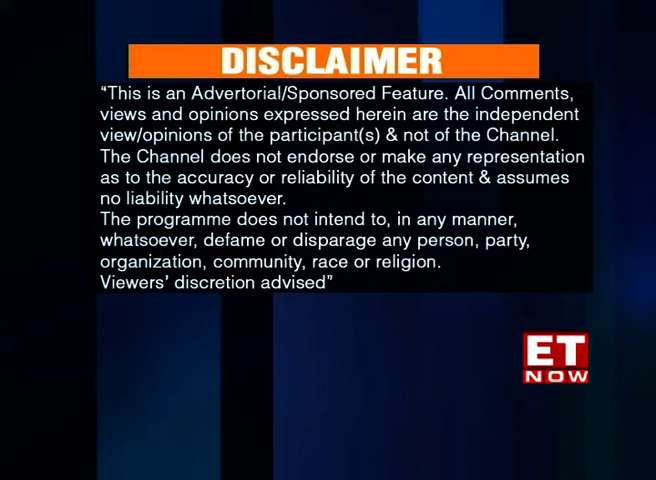 DISCLAIMER
“This is an Advertorial/Sponsored Feature. All Comments,
views and opinions expressed herein are the independent
view/opinions of the participant(s) & not of the Channel.
The Channel does not endorse or make any representation
as to the accuracy or reliability of the content & assumes
no liability whatsoever.
The programme does not intend to, in any manner,
whatsoever, defame or disparage any person, party,
organization, community, race or religion.
Viewers’ discretion advised”
ET
NOW